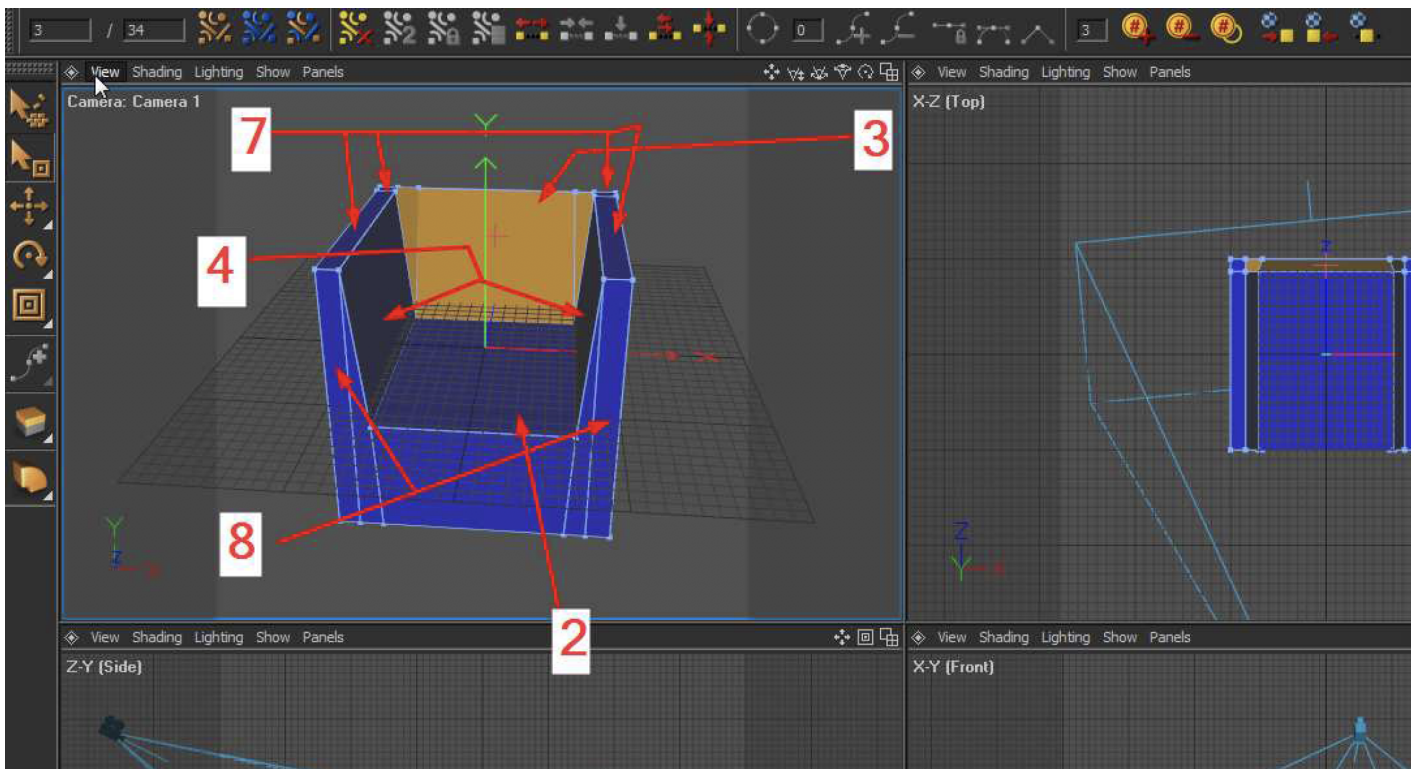 3 / 34 2 0 3 # # #
View Shading Lighting Show Panels
View Shading Lighting Show Panels
Camera: Camera 1
X-Z (Top)
7
Y
3
4
X
Z
8
2
Y
Z
X
Z
Y
X
View Shading Lighting Show Panels
View Shading Lighting Show Panels
Z-Y (Side)
X-Y (Front)